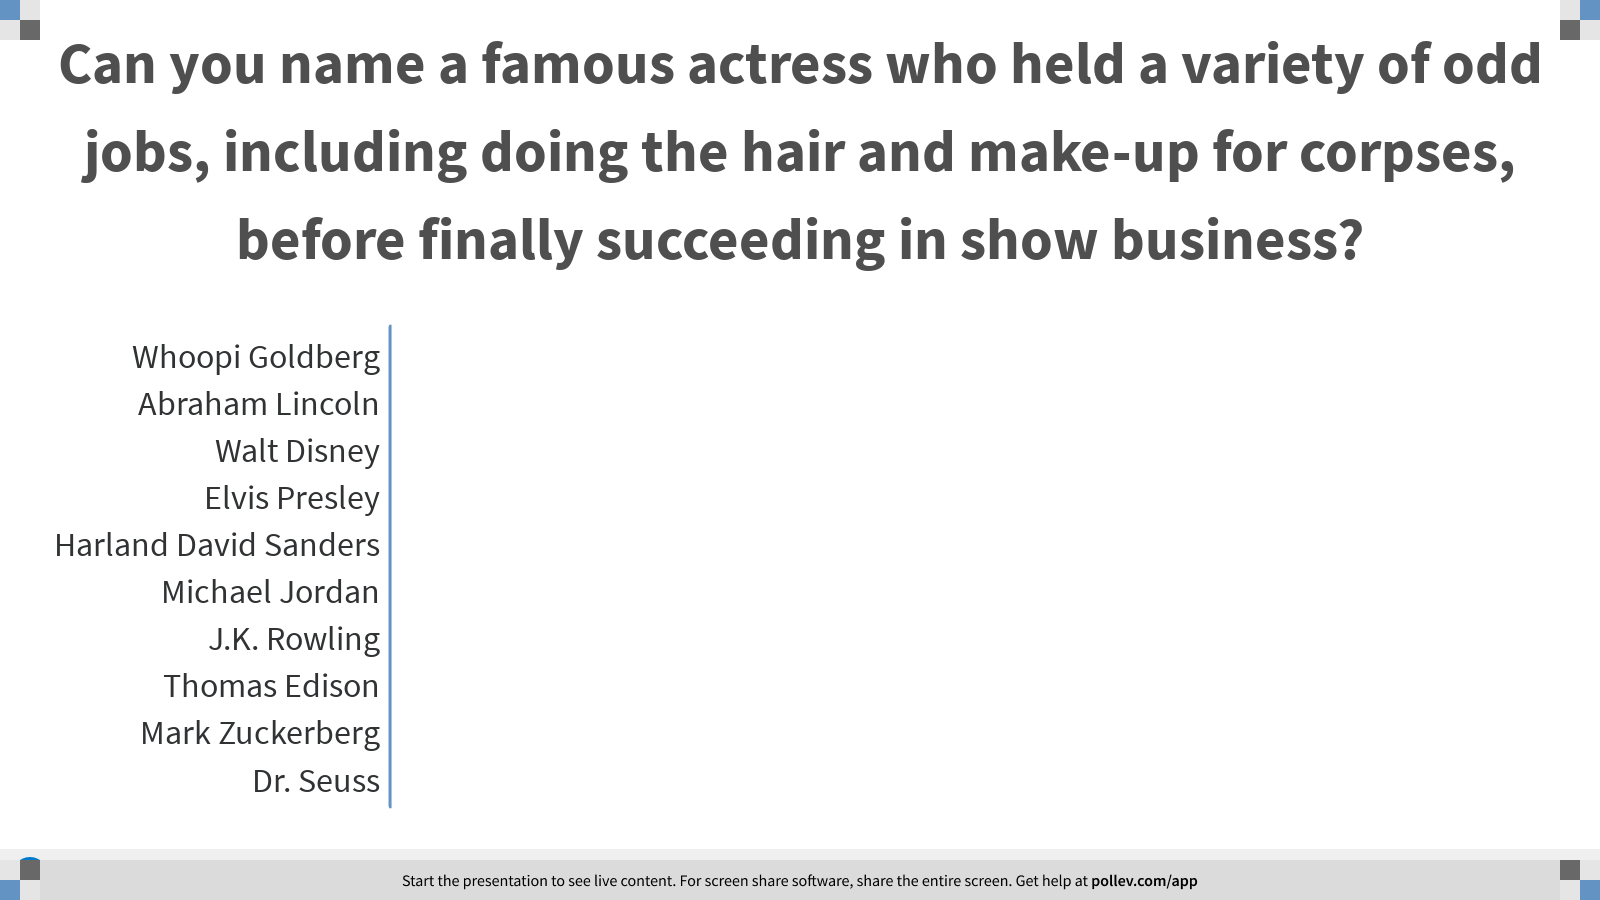 Can you name a famous actress who held a variety of odd
jobs, including doing the hair and make-up for corpses,
before finally succeeding in show business?
Whoopi Goldberg
Abraham Lincoln
Walt Disney
Elvis Presley
Harland David Sanders
Michael Jordan
J.K. Rowling
Thomas Edison
Mark Zuckerberg
Dr. Seuss
Start the presentation to see live content. For screen share software, share the entire screen. Get help at pollev.com/app